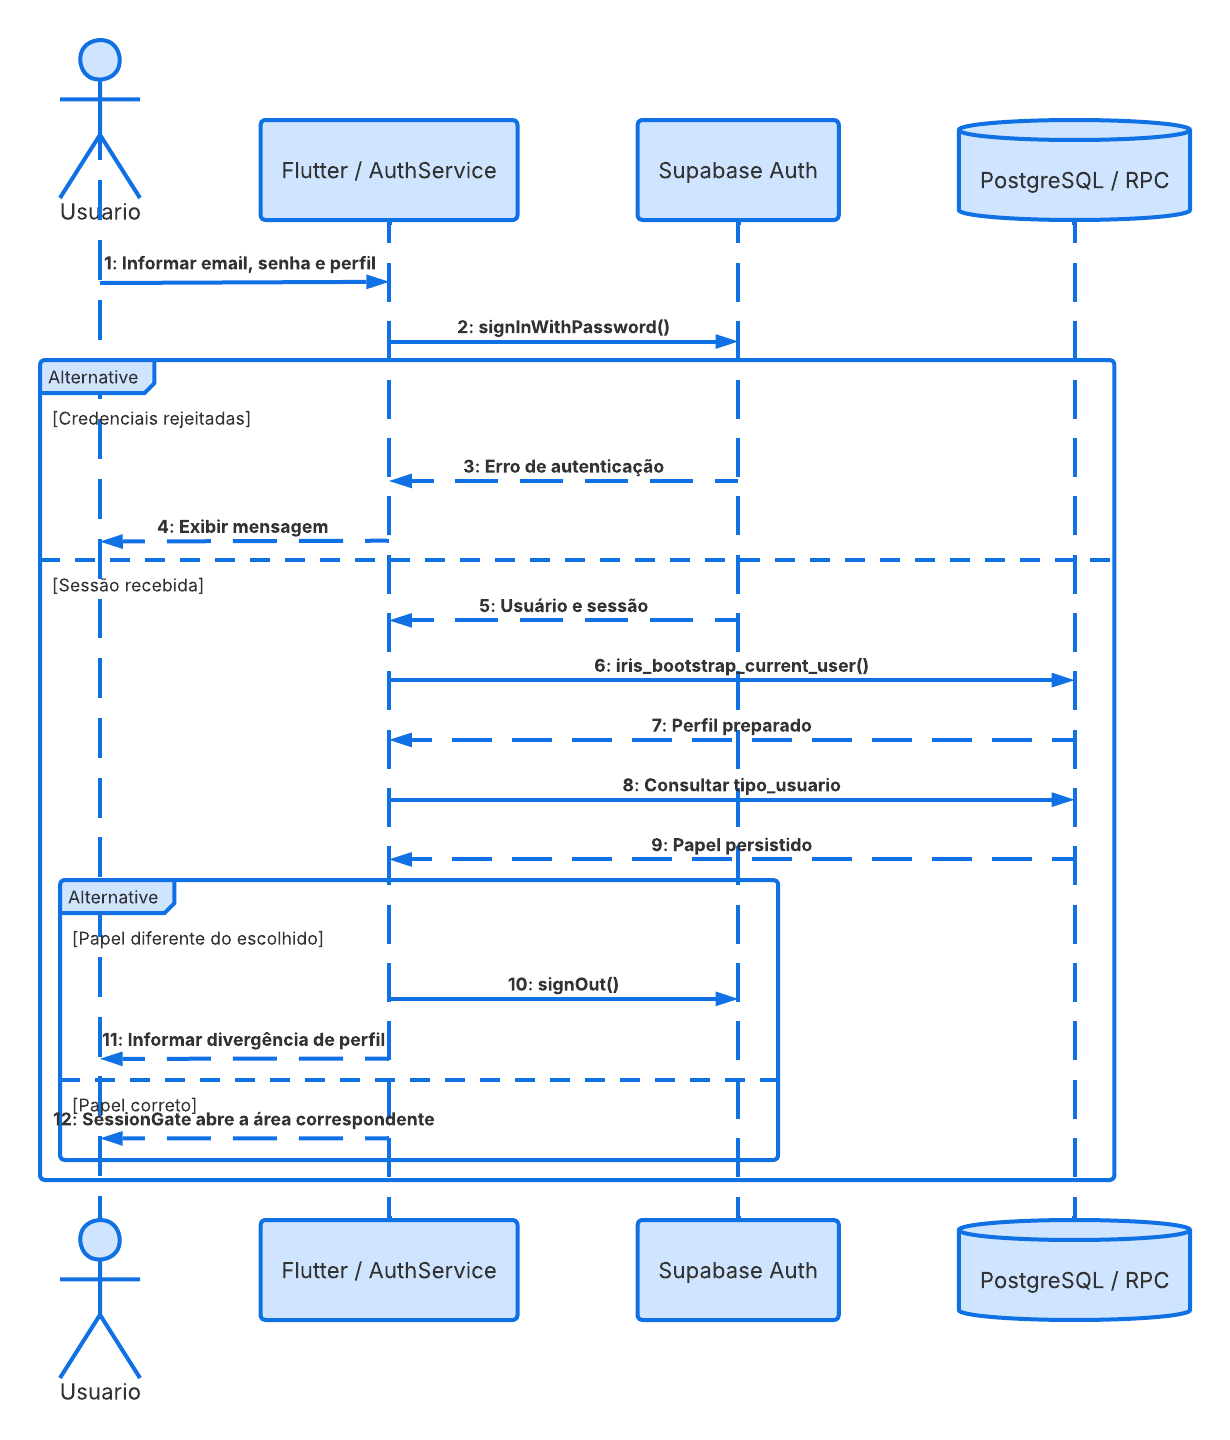 Usuario
Flutter / AuthService
Supabase Auth
PostgreSQL / RPC
1: Informar email, senha e perfil
2: signInWithPassword()
Alternative
[Credenciais rejeitadas]
3: Erro de autenticação
4: Exibir mensagem
[Sessão recebida]
5: Usuário e sessão
6: iris_bootstrap_current_user()
7: Perfil preparado
8: Consultar tipo_usuario
9: Papel persistido
Alternative
[Papel diferente do escolhido]
10: signOut()
11: Informar divergência de perfil
[Papel correto]
12: SessionGate abre a área correspondente
Flutter / AuthService
Supabase Auth
PostgreSQL / RPC
Usuario